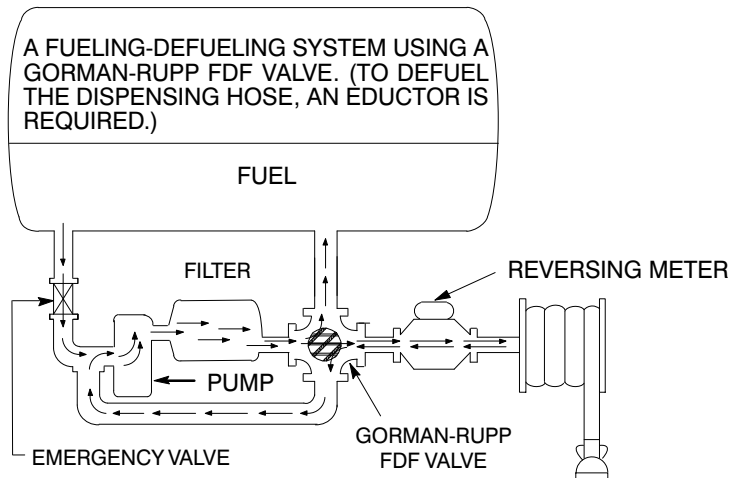 A FUELING-DEFUELING SYSTEM USING A
GORMAN-RUPP FDF VALVE. (TO DEFUEL
THE DISPENSING HOSE, AN EDUCTOR IS
REQUIRED.)
FUEL
FILTER
REVERSING METER
PUMP
GORMAN-RUPP
FDF VALVE
EMERGENCY VALVE